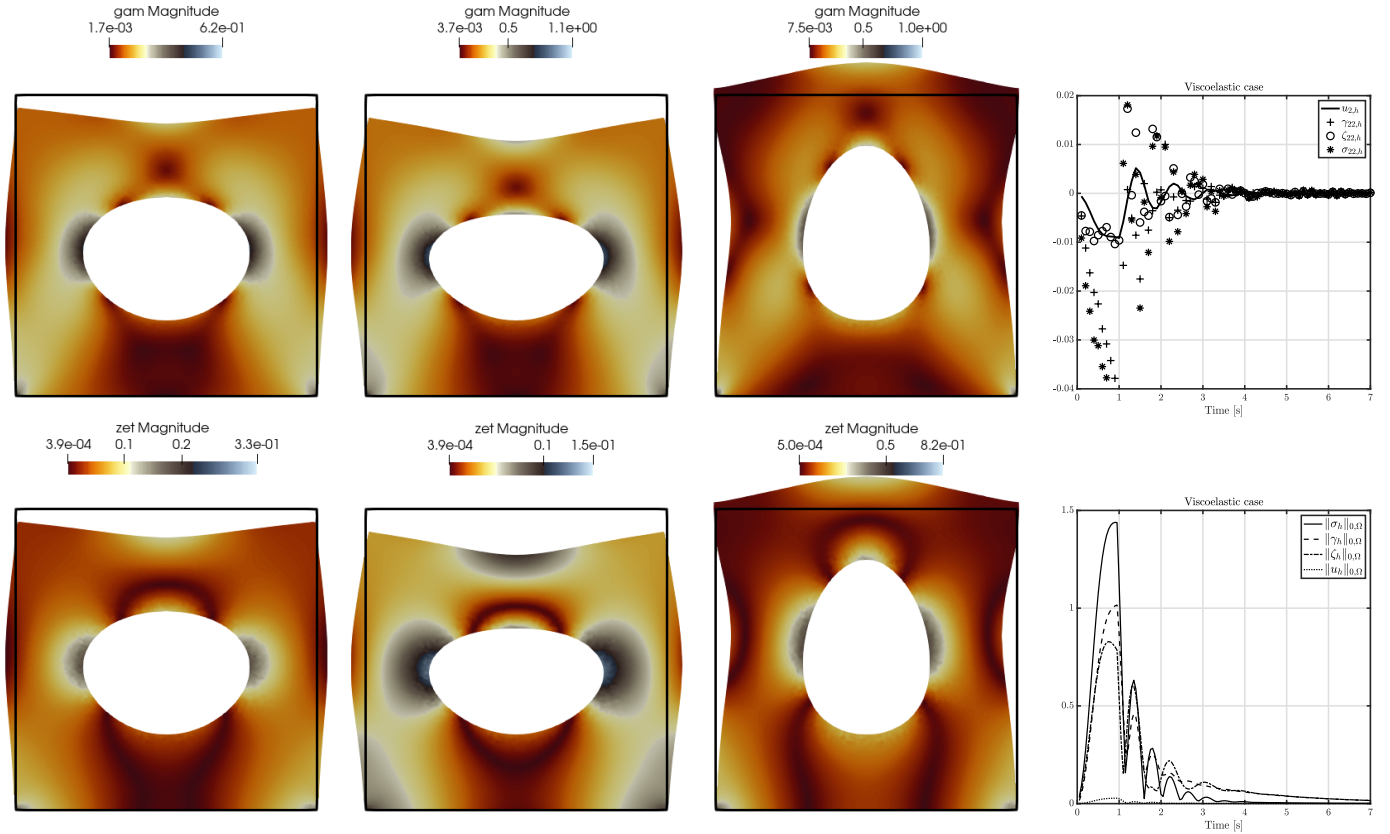 gam Magnitude
1.7e-03 6.2e-01
gam Magnitude
3.7e-03 0.5 1.1e+00
gam Magnitude
7.5e-03 0.5 1.0e+00
Viscoelastic case
0.02
0.01
0
-0.01
-0.02
-0.03
-0.04
u₂,ₕ
γ₂₂,ₕ
ζ₂₂,ₕ
σ₂₂,ₕ
0 1 2 3 4 5 6 7
Time [s]
zet Magnitude
3.9e-04 0.1 0.2 3.3e-01
zet Magnitude
3.9e-04 0.1 1.5e-01
zet Magnitude
5.0e-04 0.5 8.2e-01
Viscoelastic case
1.5
1
0.5
0
‖σₕ‖₀,Ω
‖γₕ‖₀,Ω
‖ζₕ‖₀,Ω
‖uₕ‖₀,Ω
0 1 2 3 4 5 6 7
Time [s]